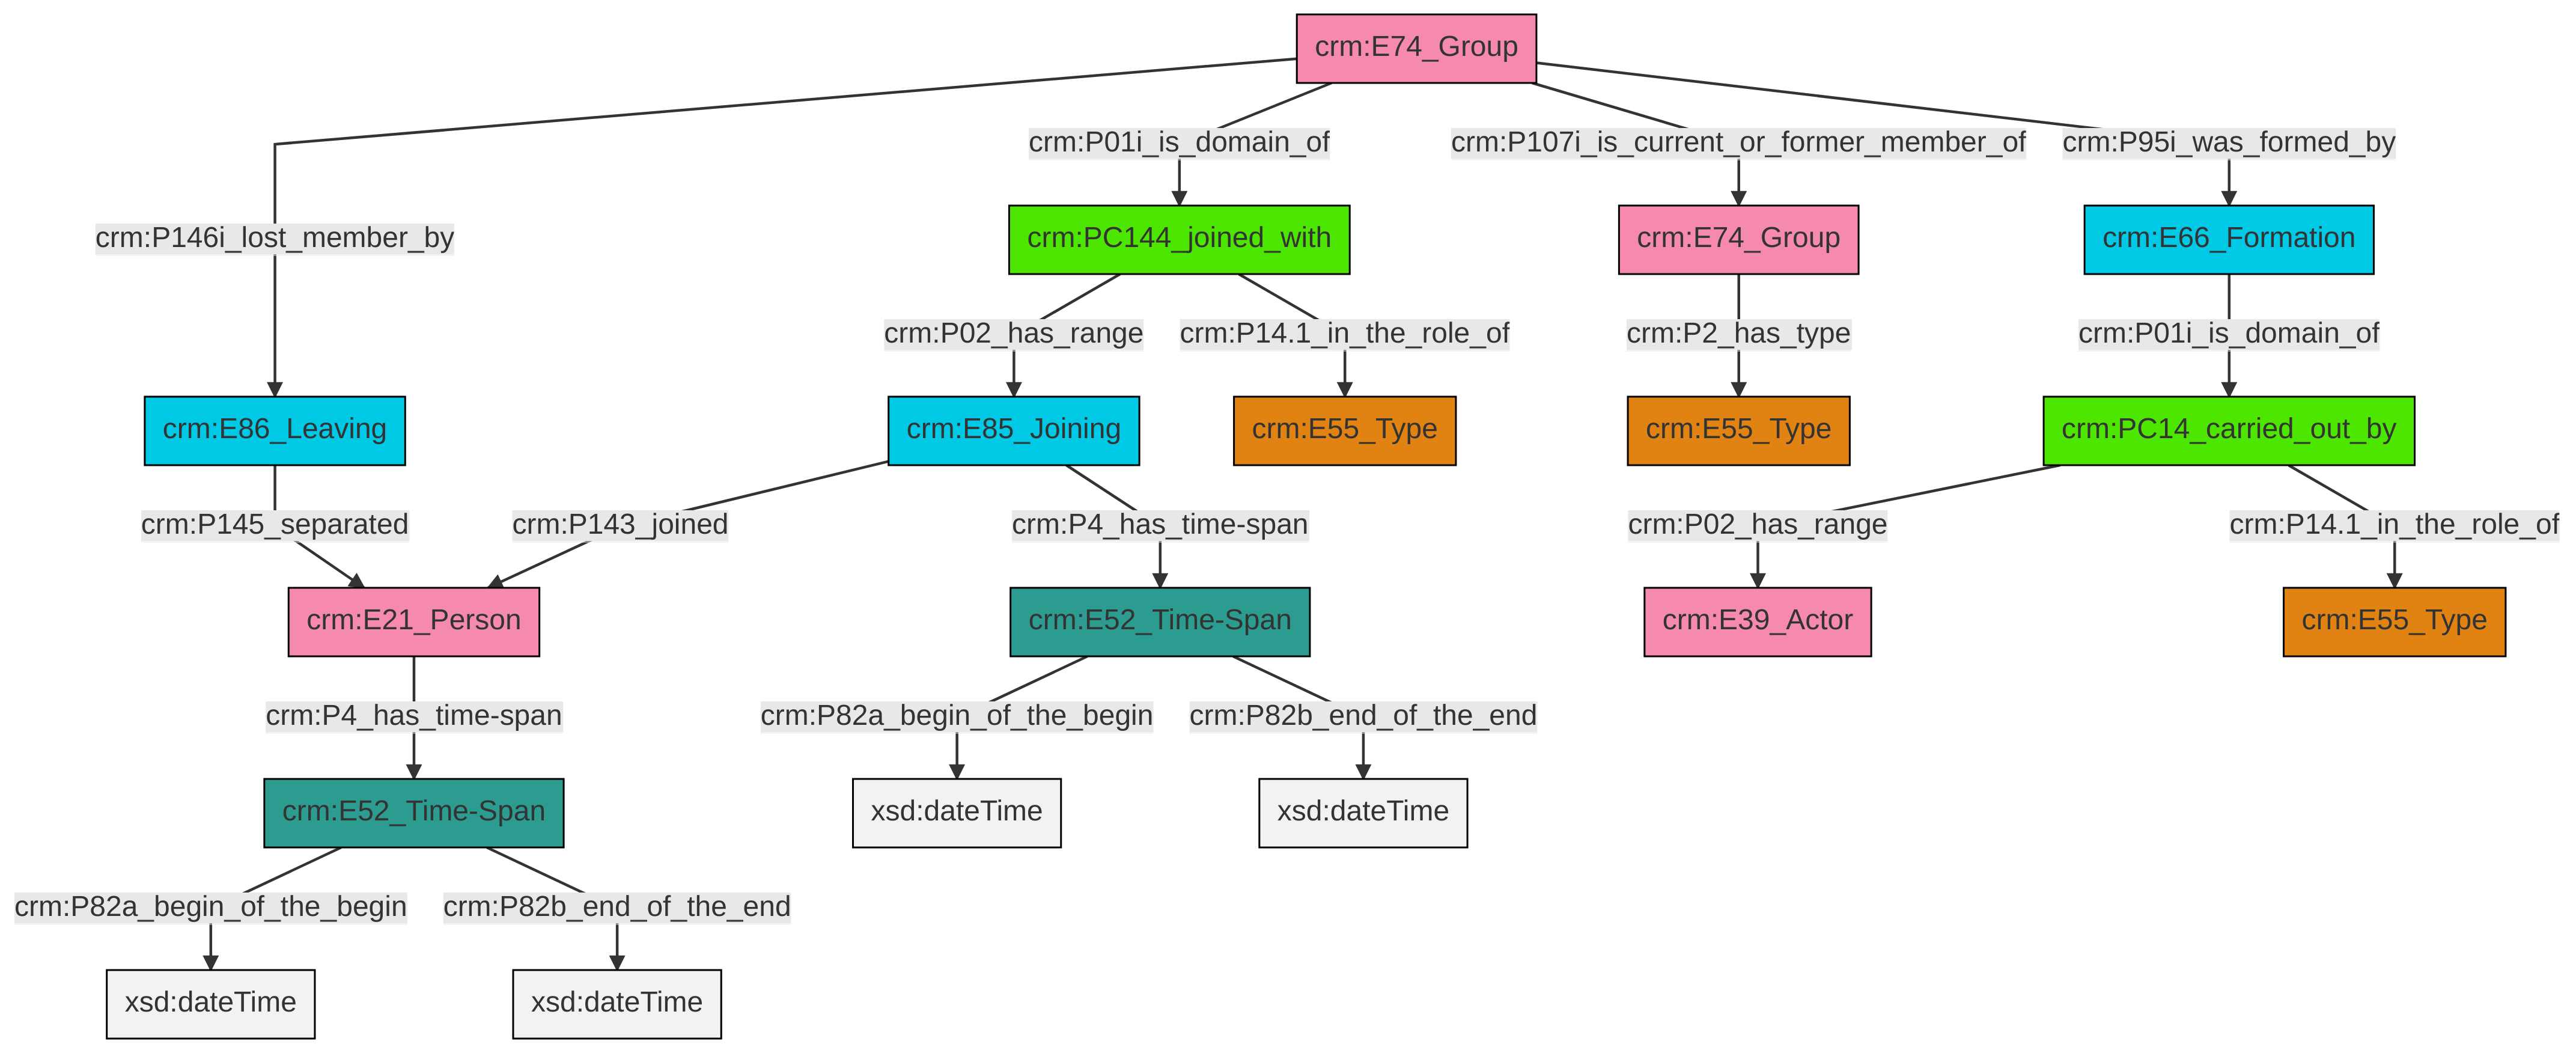 crm:E74_Group
crm:P01i_is_domain_of
crm:P107i_is_current_or_former_member_of
crm:P95i_was_formed_by
crm:P146i_lost_member_by
crm:PC144_joined_with
crm:E74_Group
crm:E66_Formation
crm:P02_has_range
crm:P14.1_in_the_role_of
crm:P2_has_type
crm:P01i_is_domain_of
crm:E86_Leaving
crm:E85_Joining
crm:E55_Type
crm:E55_Type
crm:PC14_carried_out_by
crm:P145_separated
crm:P143_joined
crm:P4_has_time-span
crm:P02_has_range
crm:P14.1_in_the_role_of
crm:E21_Person
crm:E52_Time-Span
crm:E39_Actor
crm:E55_Type
crm:P4_has_time-span
crm:P82a_begin_of_the_begin
crm:P82b_end_of_the_end
crm:E52_Time-Span
xsd:dateTime
xsd:dateTime
crm:P82a_begin_of_the_begin
crm:P82b_end_of_the_end
xsd:dateTime
xsd:dateTime